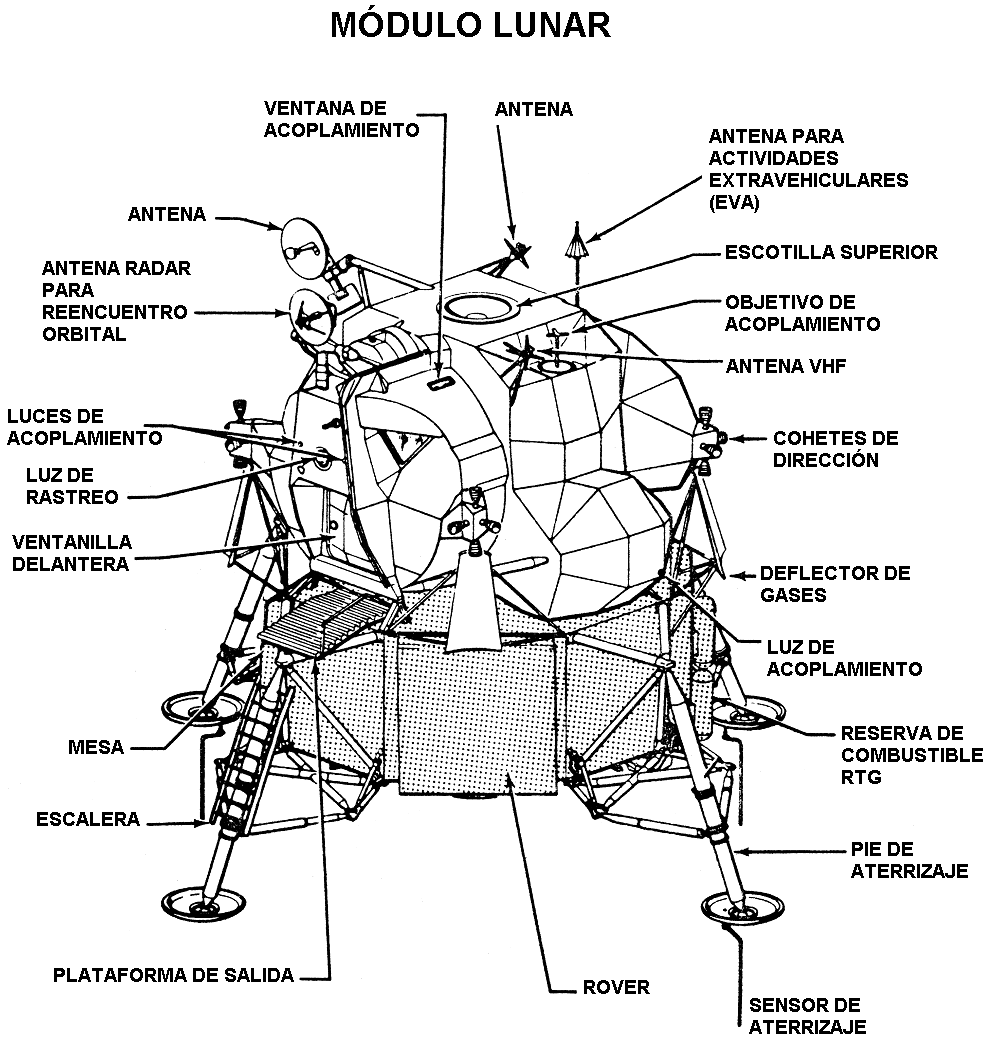 MÓDULO LUNAR
VENTANA DE
ACOPLAMIENTO
ANTENA
ANTENA PARA
ACTIVIDADES
EXTRAVEHICULARES
(EVA)
ANTENA
ESCOTILLA SUPERIOR
ANTENA RADAR
PARA
REENCUENTRO
ORBITAL
OBJETIVO DE
ACOPLAMIENTO
ANTENA VHF
LUCES DE
ACOPLAMIENTO
COHETES DE
DIRECCIÓN
LUZ DE
RASTREO
VENTANILLA
DELANTERA
DEFLECTOR DE
GASES
LUZ DE
ACOPLAMIENTO
MESA
RESERVA DE
COMBUSTIBLE
RTG
ESCALERA
PIE DE
ATERRIZAJE
PLATAFORMA DE SALIDA
ROVER
SENSOR DE
ATERRIZAJE